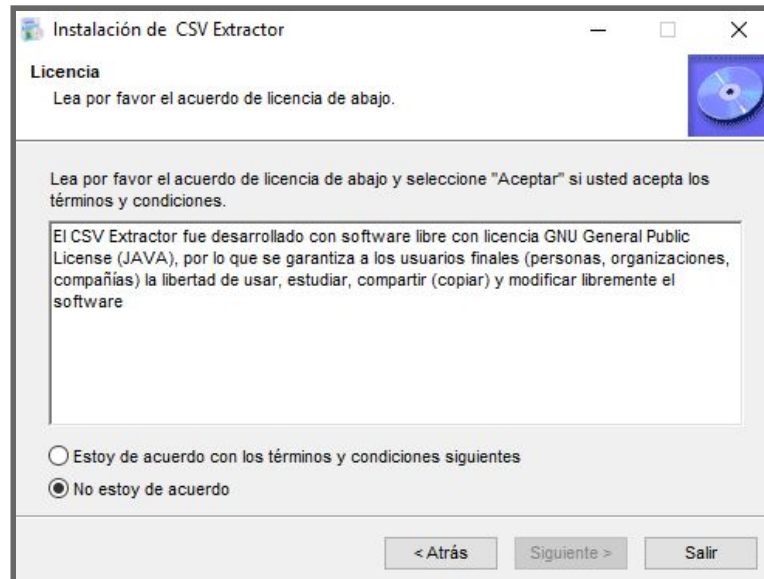 Instalación de CSV Extractor
Licencia
Lea por favor el acuerdo de licencia de abajo.
Lea por favor el acuerdo de licencia de abajo y seleccione "Aceptar" si usted acepta los
términos y condiciones.
El CSV Extractor fue desarrollado con software libre con licencia GNU General Public
License (JAVA), por lo que se garantiza a los usuarios finales (personas, organizaciones,
compañías) la libertad de usar, estudiar, compartir (copiar) y modificar libremente el
software
Estoy de acuerdo con los términos y condiciones siguientes
No estoy de acuerdo
< Atrás
Siguiente >
Salir